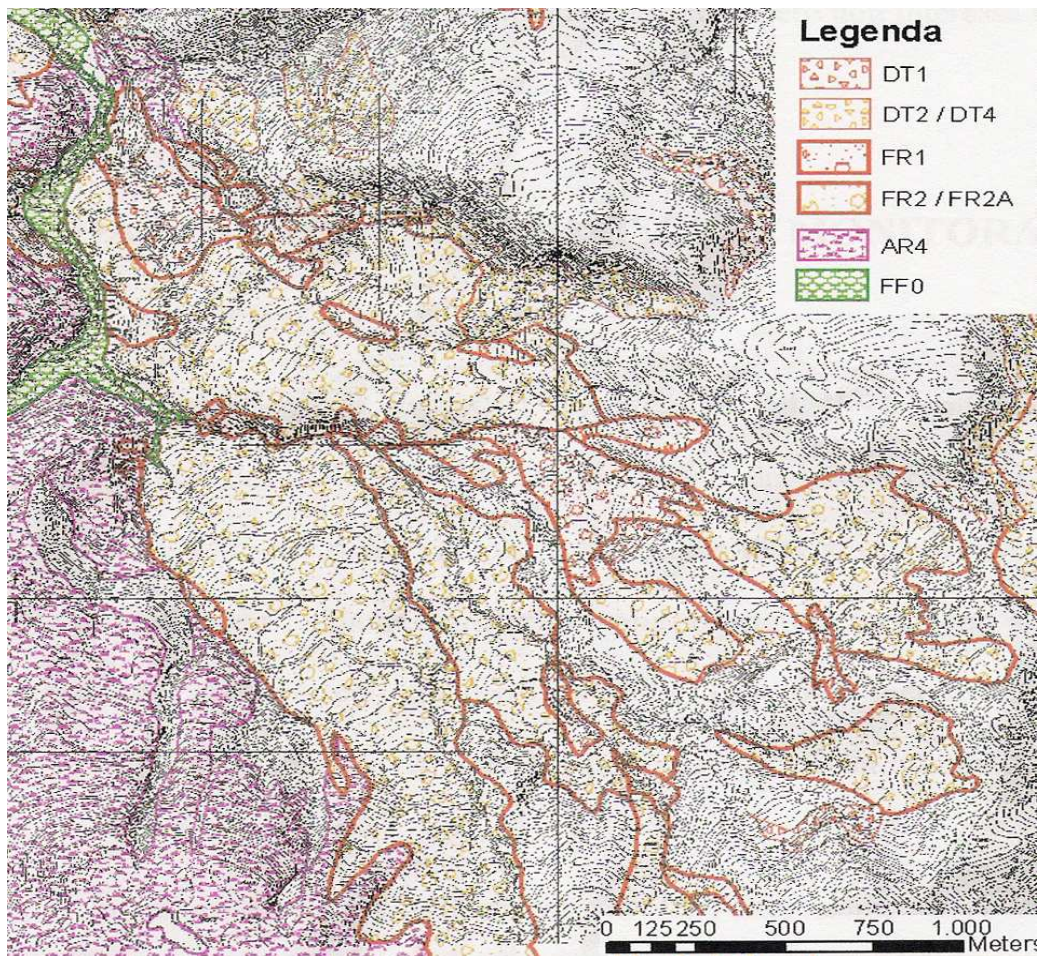 Legenda
DT1
DT2 / DT4
FR1
FR2 / FR2A
AR4
FF0
0 125 250 500 750 1.000
Meters